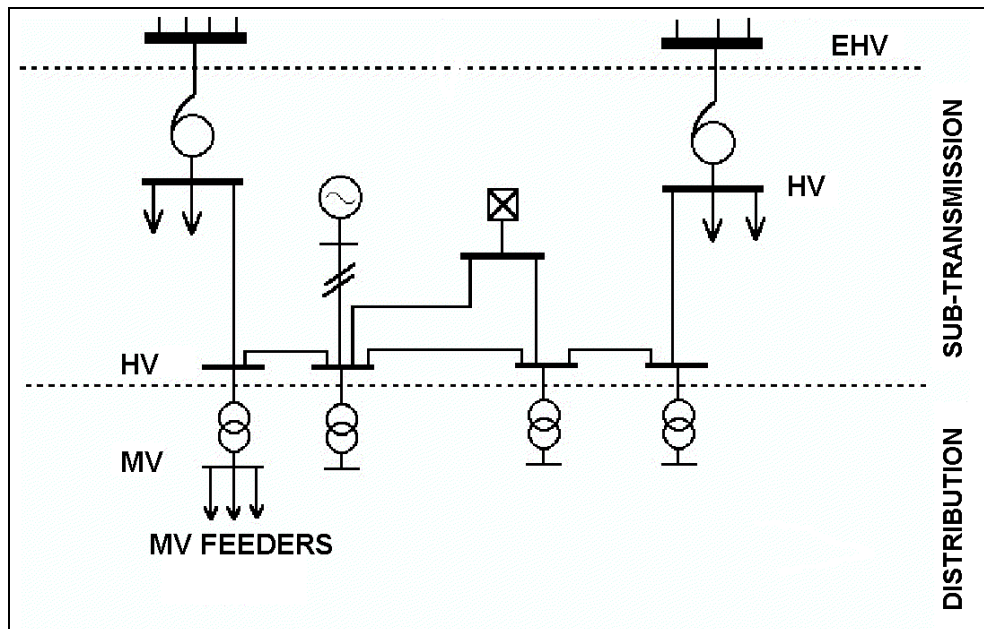 EHV
SUB-TRANSMISSION
HV
HV
MV
DISTRIBUTION
MV FEEDERS